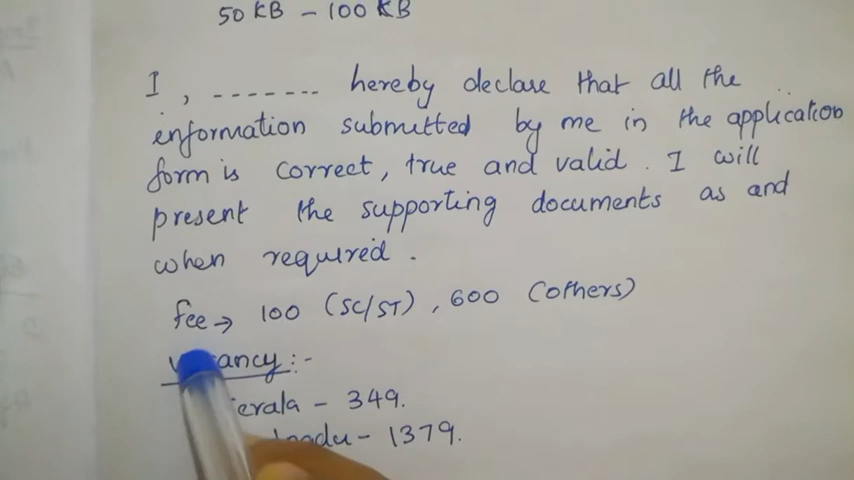 50 KB - 100 KB
I, ------- hereby declare that all the
information submitted by me in the application
form is correct, true and valid. I will
present the supporting documents as and
when required.
fee → 100 (SC/ST), 600 (others)
Vacancy:-
erala - 349.
nadu - 1379.